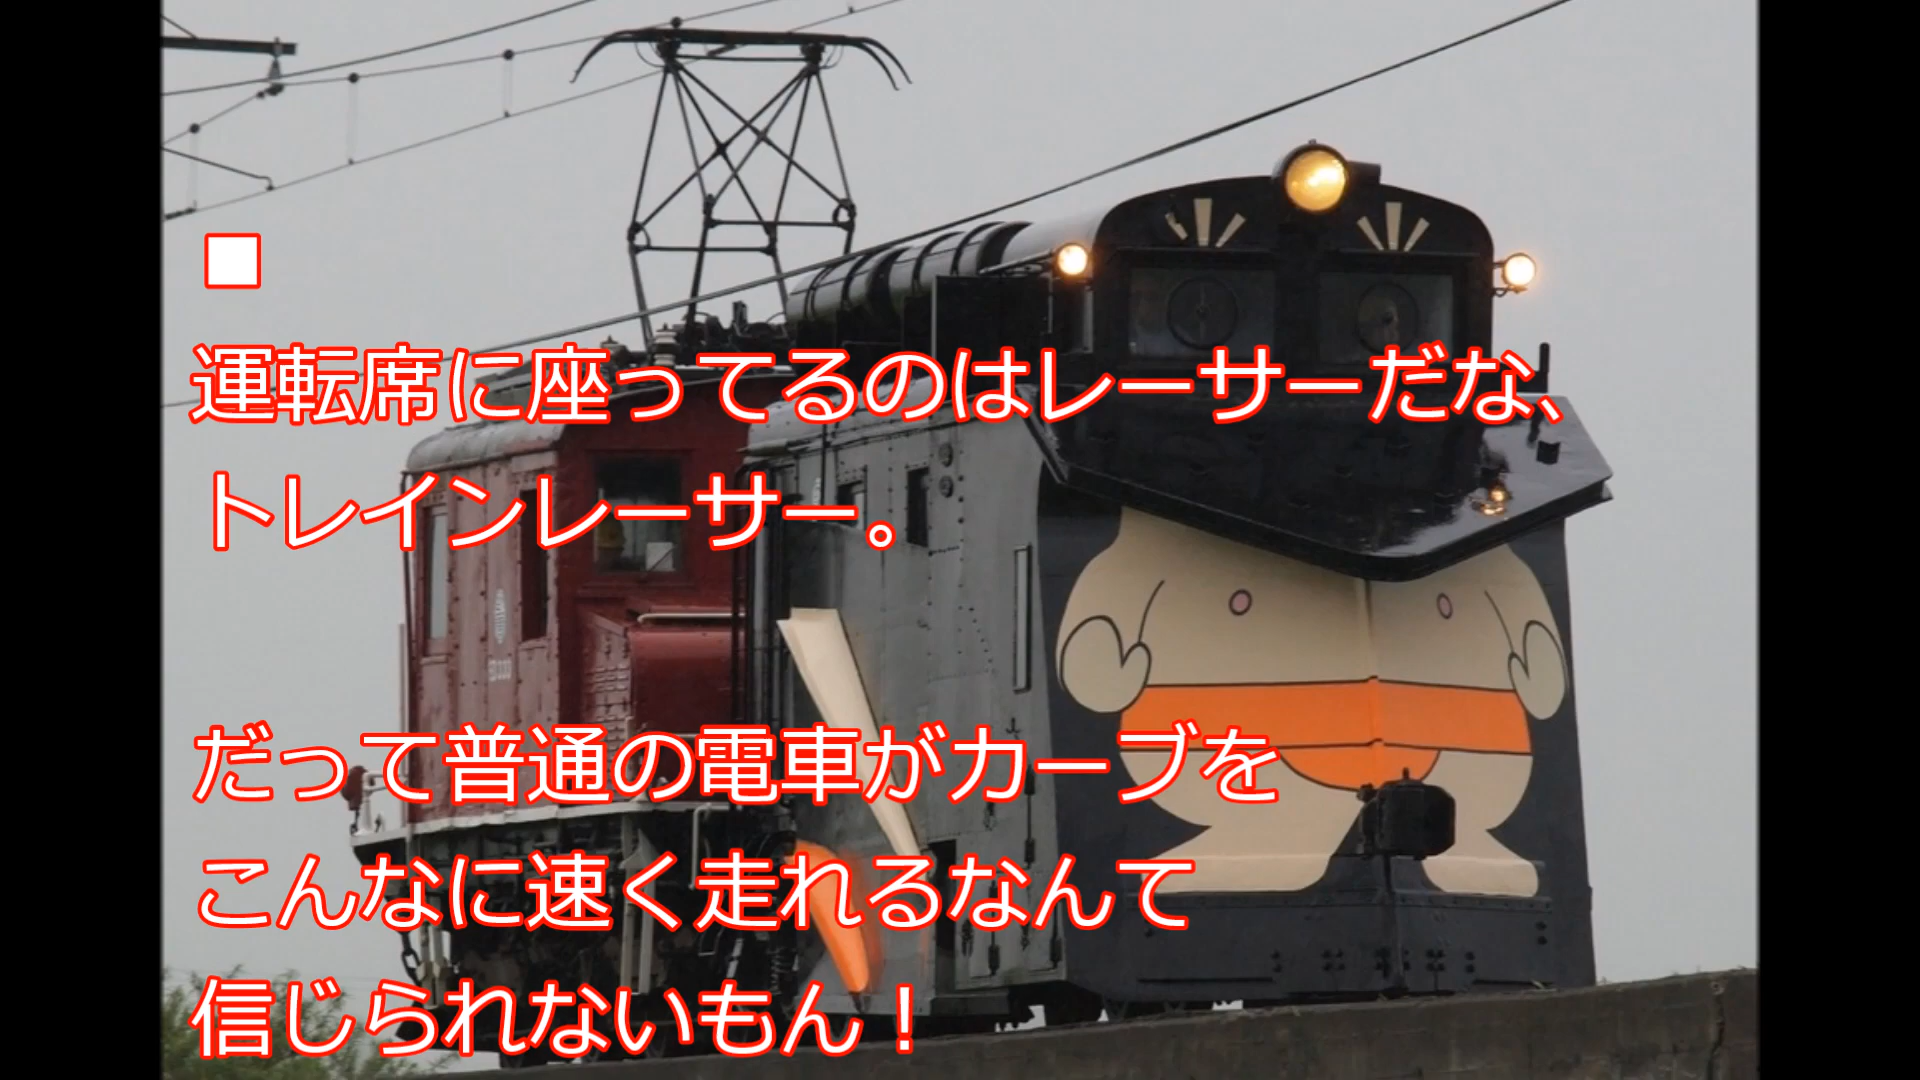 ■
運転席に座ってるのはレーサーだな、
トレインレーサー。
だって普通の電車がカーブを
こんなに速く走れるなんて
信じられないもん！